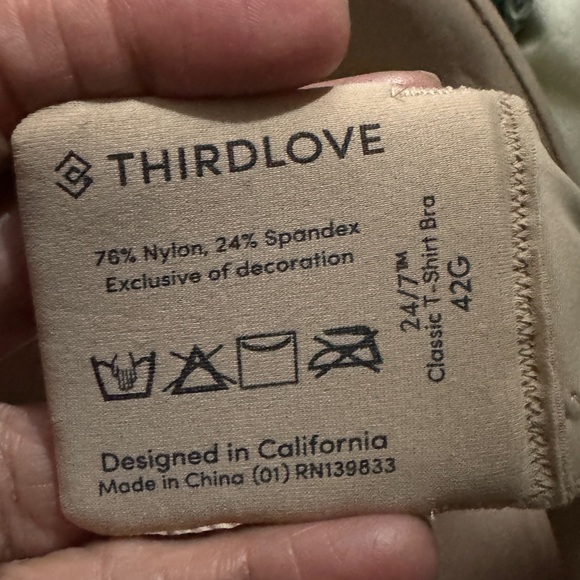 THIRDLOVE
76% Nylon, 24% Spandex
Exclusive of decoration
Designed in California
Made in China (01) RN139833
24/7™
Classic T-Shirt Bra
42G